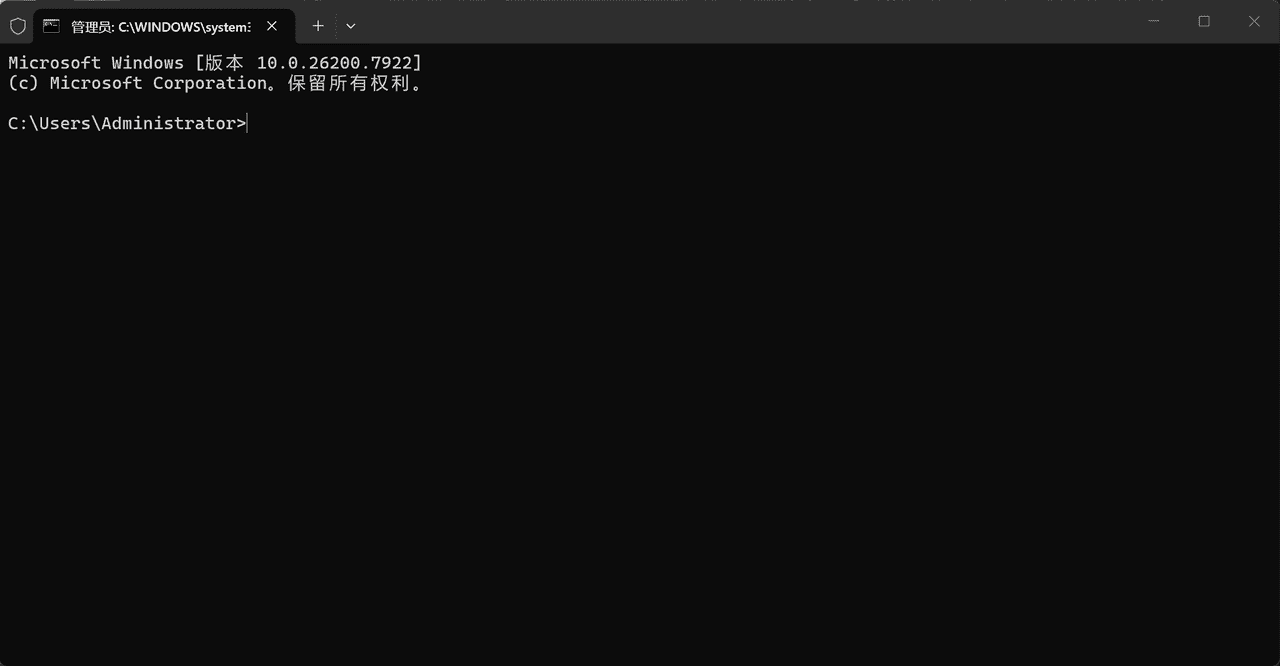 管理员: C:\WINDOWS\system3
Microsoft Windows [版本 10.0.26200.7922]
(c) Microsoft Corporation。保留所有权利。
C:\Users\Administrator>